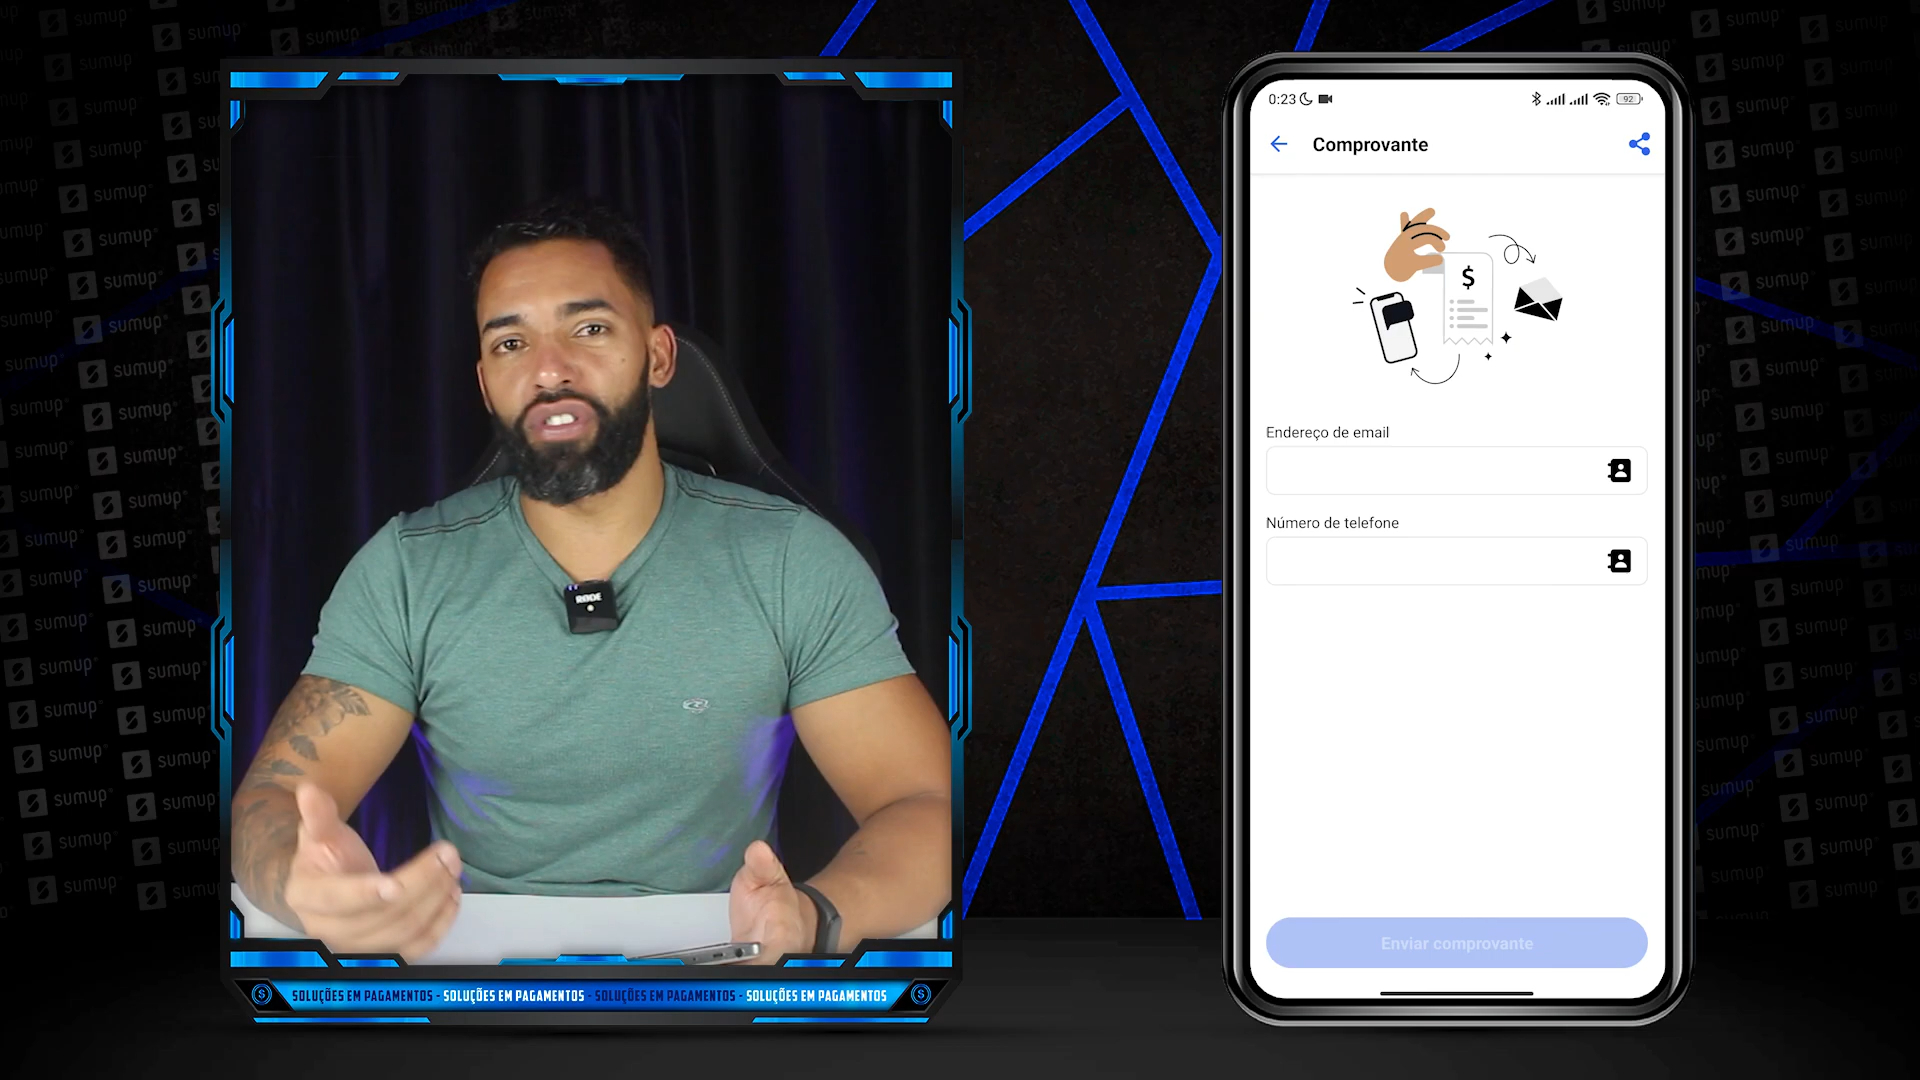 sumup
RØDE
SOLUÇÕES EM PAGAMENTOS - SOLUÇÕES EM PAGAMENTOS - SOLUÇÕES EM PAGAMENTOS - SOLUÇÕES EM PAGAMENTOS
0:23
92
Comprovante
$
Endereço de email
Número de telefone
Enviar comprovante